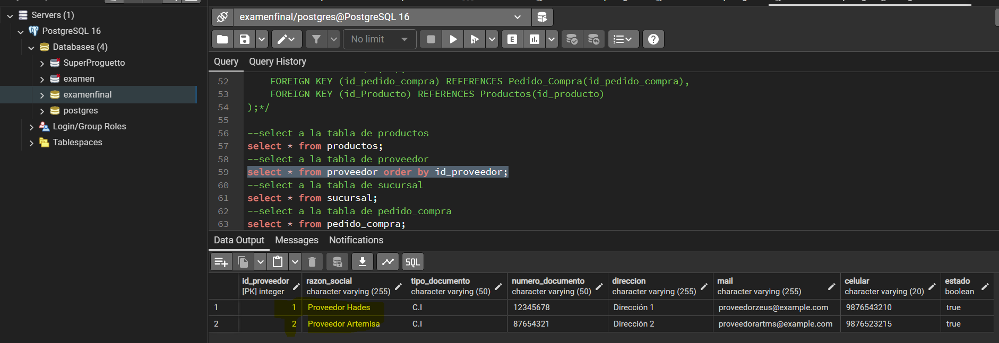 Servers (1)
PostgreSQL 16
Databases (4)
SuperProguetto
examen
examenfinal
postgres
Login/Group Roles
Tablespaces
examenfinal/postgres@PostgreSQL 16
No limit
E
Query Query History
52 FOREIGN KEY (id_pedido_compra) REFERENCES Pedido_Compra(id_pedido_compra),
53 FOREIGN KEY (id_Producto) REFERENCES Productos(id_producto)
54 );*/
55
56 --select a la tabla de productos
57 select * from productos;
58 --select a la tabla de proveedor
59 select * from proveedor order by id_proveedor;
60 --select a la tabla de sucursal
61 select * from sucursal;
62 --select a la tabla de pedido_compra
63 select * from pedido_compra;
Data Output Messages Notifications
SQL
id_proveedor razon_social tipo_documento numero_documento direccion mail celular estado
[PK] integer character varying (255) character varying (50) character varying (50) character varying (255) character varying (255) character varying (20) boolean
1 1 Proveedor Hades C.I 12345678 Dirección 1 proveedorzeus@example.com 9876543210 true
2 2 Proveedor Artemisa C.I 87654321 Dirección 2 proveedorartms@example.com 9876523215 true